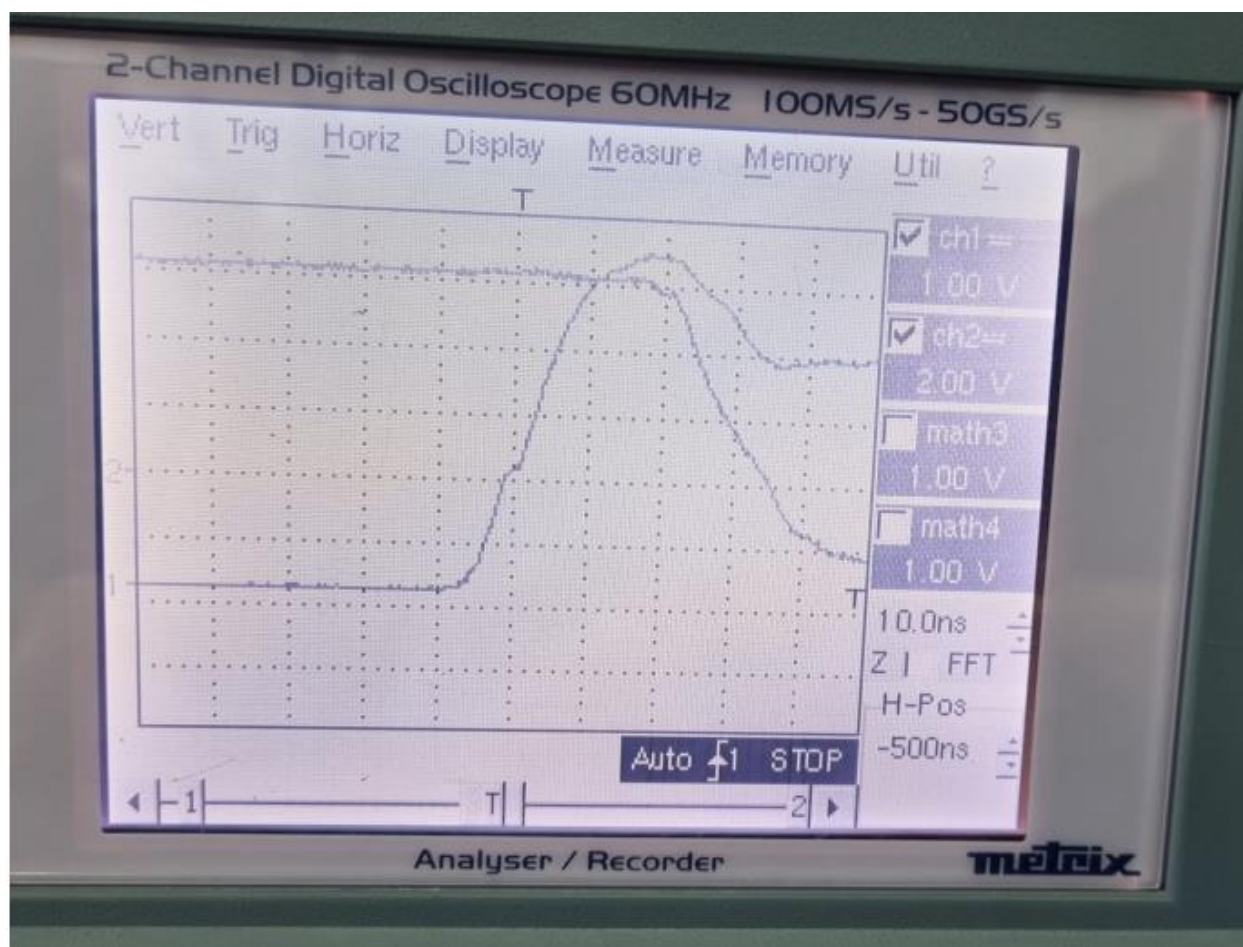 2-Channel Digital Oscilloscope 60MHz 100MS/s - 50GS/s
Vert Trig Horiz Display Measure Memory Util ?
T
ch1
1.00 V
ch2
2.00 V
math3
1.00 V
math4
1.00 V
2
1
T
10.0ns
Z | FFT
H-Pos
-500ns
Auto 1 STOP
1 T 2
Analyser / Recorder
metrix